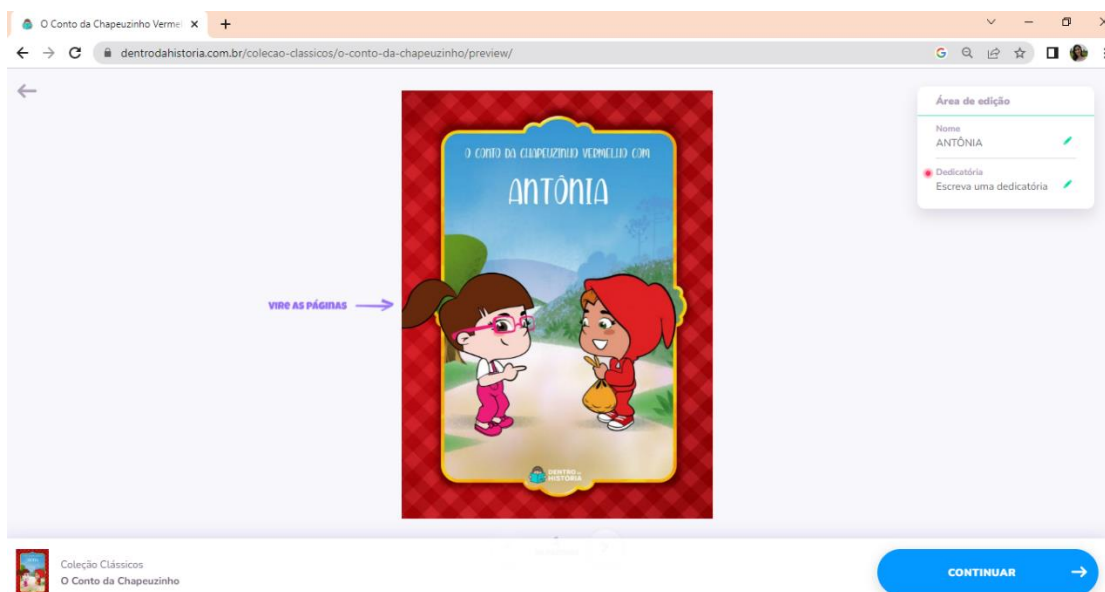 O Conto da Chapeuzinho Verme
dentrodahistoria.com.br/colecao-classicos/o-conto-da-chapeuzinho/preview/
Área de edição
Nome
ANTÔNIA
Dedicatória
Escreva uma dedicatória
O CONTO DA CHAPEUZINHO VERMELHO COM
ANTÔNIA
VIRE AS PÁGINAS
DENTRO DA
HISTÓRIA
Coleção Clássicos
O Conto da Chapeuzinho
CONTINUAR